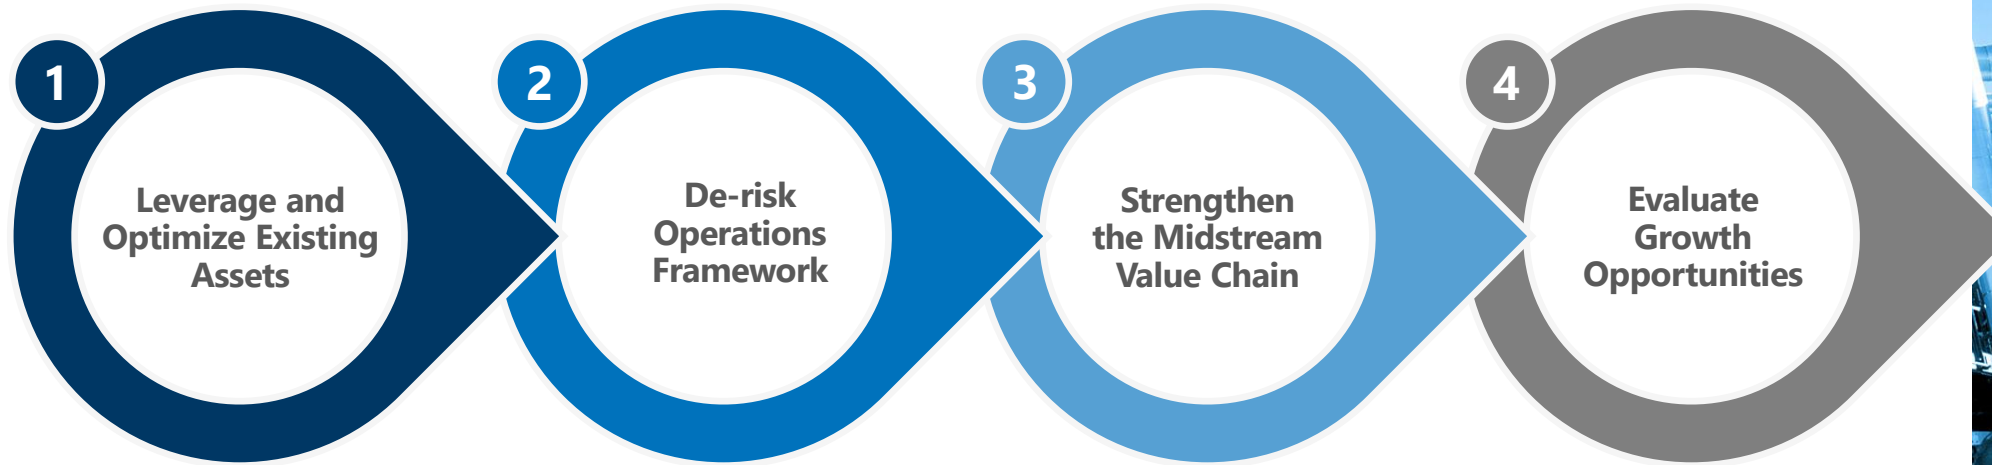 1
Leverage and
Optimize Existing
Assets
2
De-risk
Operations
Framework
3
Strengthen
the Midstream
Value Chain
4
Evaluate
Growth
Opportunities